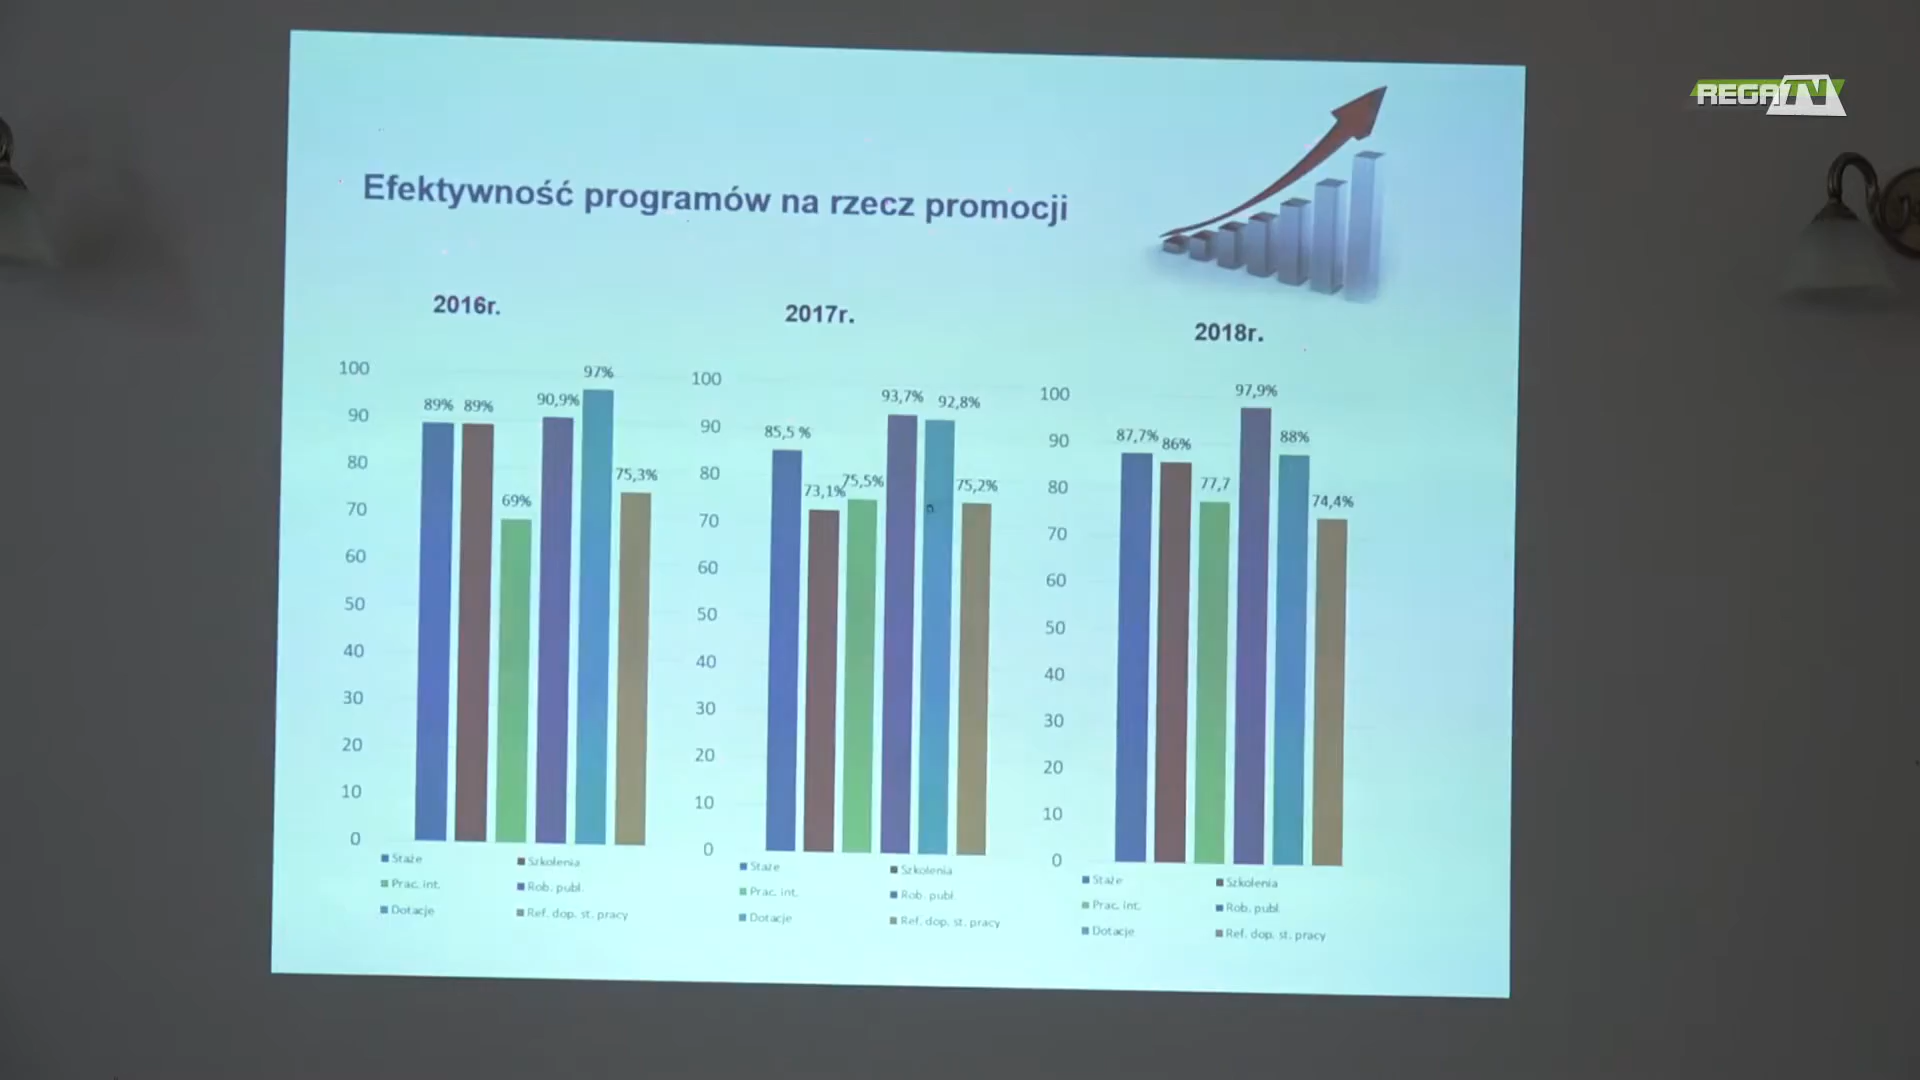 REGA TV
Efektywność programów na rzecz promocji
2016r.
100
90
80
70
60
50
40
30
20
10
0
89% 89% 69% 90,9% 97% 75,3%
Staże Szkolenia
Prac. int. Rob. publ.
Dotacje Ref. dop. st. pracy
2017r.
100
90
80
70
60
50
40
30
20
10
0
85,5 % 73,1% 75,5% 93,7% 92,8% 75,2%
Staże Szkolenia
Prac. int. Rob. publ.
Dotacje Ref. dop. st. pracy
2018r.
100
90
80
70
60
50
40
30
20
10
0
87,7% 86% 77,7 97,9% 88% 74,4%
Staże Szkolenia
Prac. int. Rob. publ.
Dotacje Ref. dop. st. pracy